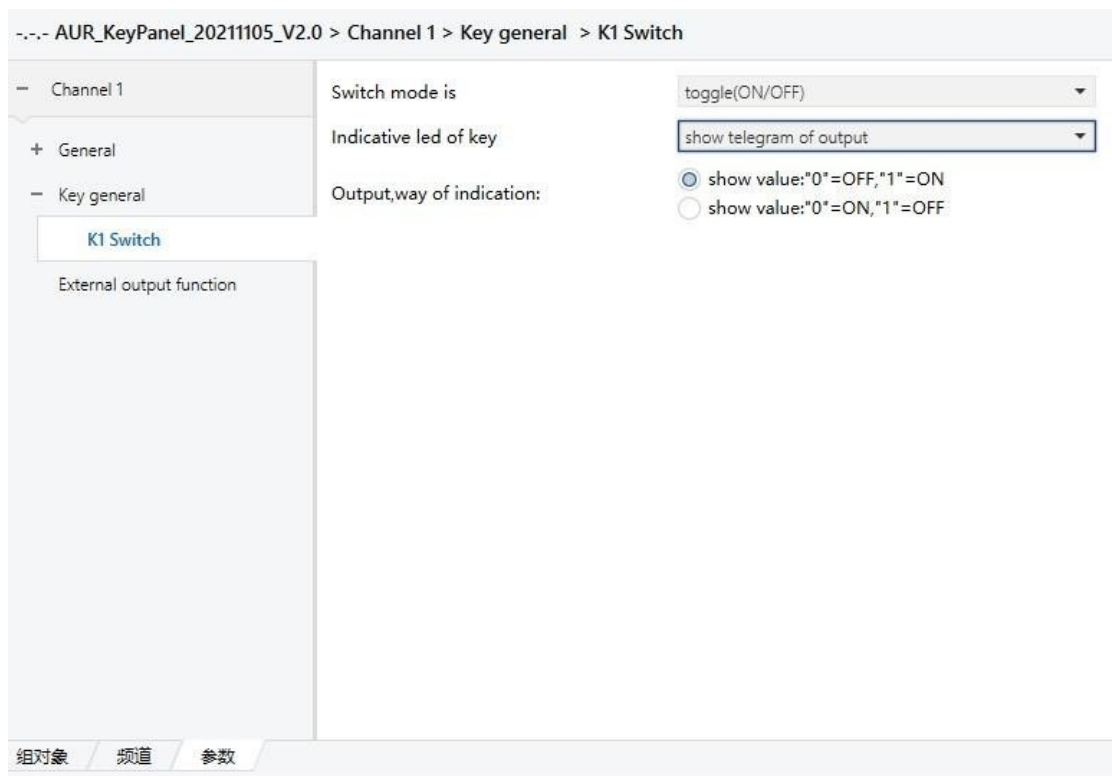 -.-.- AUR_KeyPanel_20211105_V2.0 > Channel 1 > Key general > K1 Switch
Channel 1
General
Key general
K1 Switch
External output function
Switch mode is
toggle(ON/OFF)
Indicative led of key
show telegram of output
Output,way of indication:
show value:"0"=OFF,"1"=ON
show value:"0"=ON,"1"=OFF
组对象 频道 参数